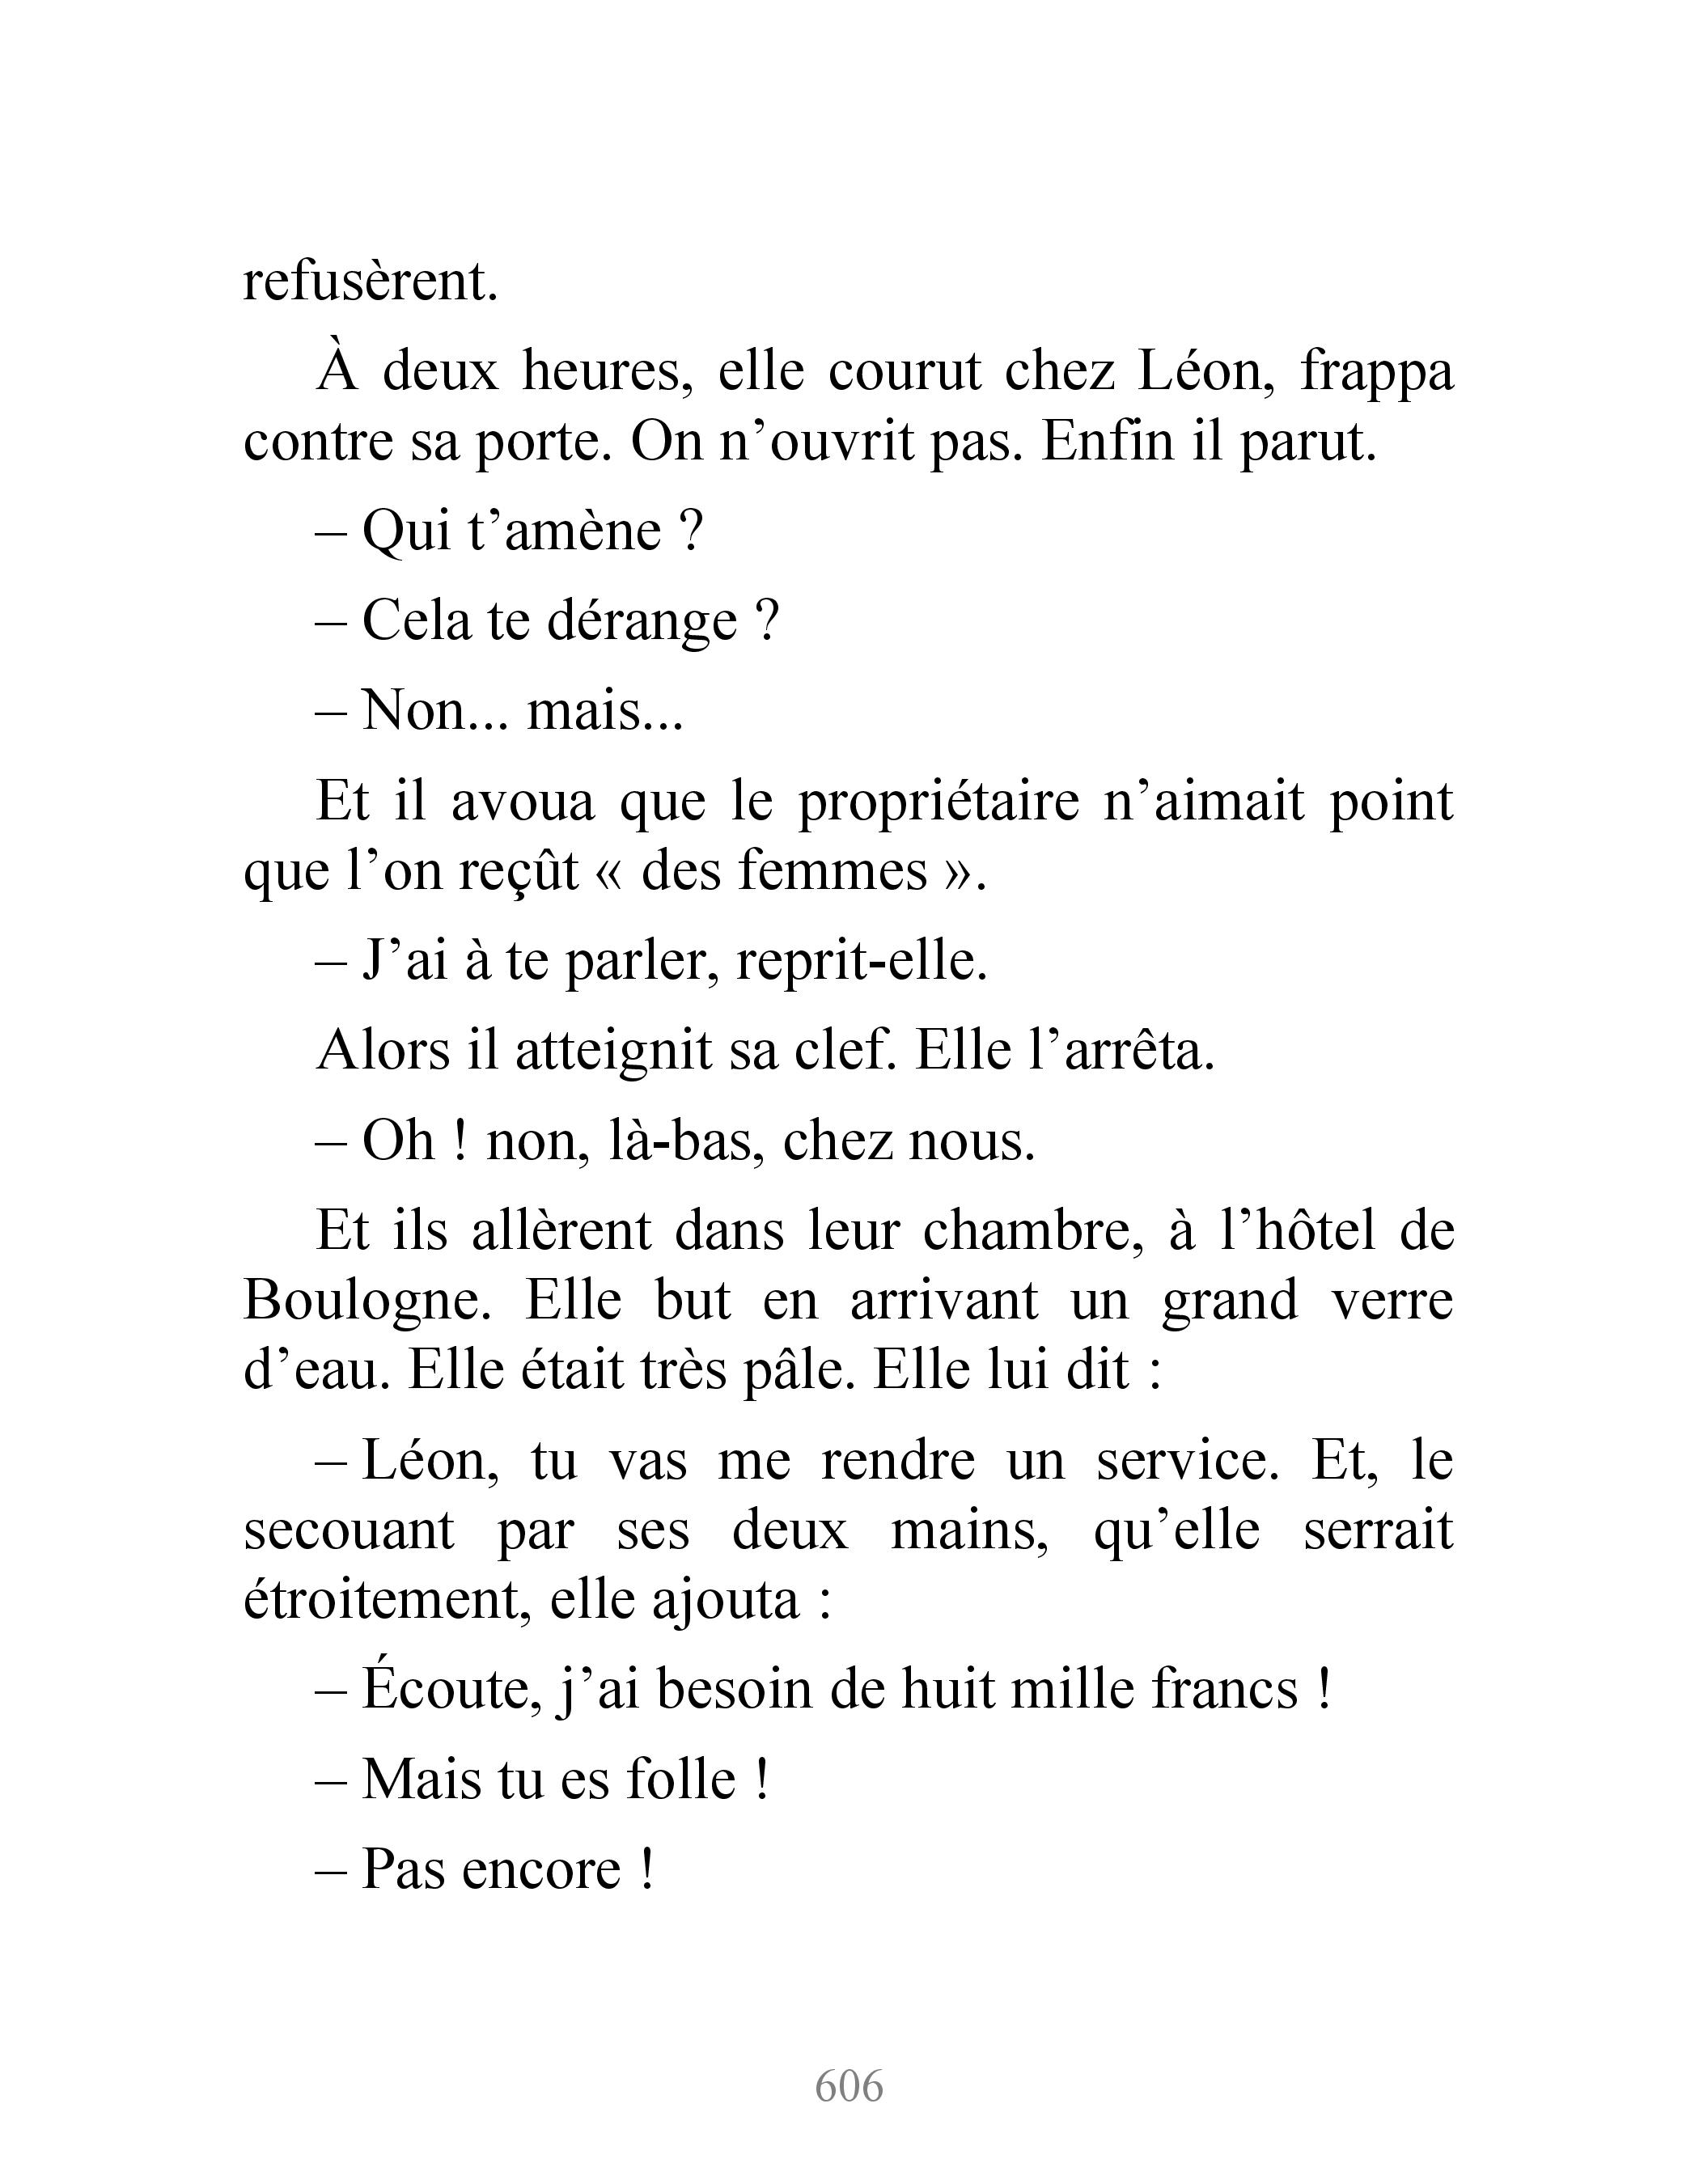 refusèrent.
À deux heures, elle courut chez Léon, frappa
contre sa porte. On n’ouvrit pas. Enfin il parut.
– Qui t’amène ?
– Cela te dérange ?
– Non... mais...
Et il avoua que le propriétaire n’aimait point
que l’on reçût « des femmes ».
– J’ai à te parler, reprit-elle.
Alors il atteignit sa clef. Elle l’arrêta.
– Oh ! non, là-bas, chez nous.
Et ils allèrent dans leur chambre, à l’hôtel de
Boulogne. Elle but en arrivant un grand verre
d’eau. Elle était très pâle. Elle lui dit :
– Léon, tu vas me rendre un service. Et, le
secouant par ses deux mains, qu’elle serrait
étroitement, elle ajouta :
– Écoute, j’ai besoin de huit mille francs !
– Mais tu es folle !
– Pas encore !
606